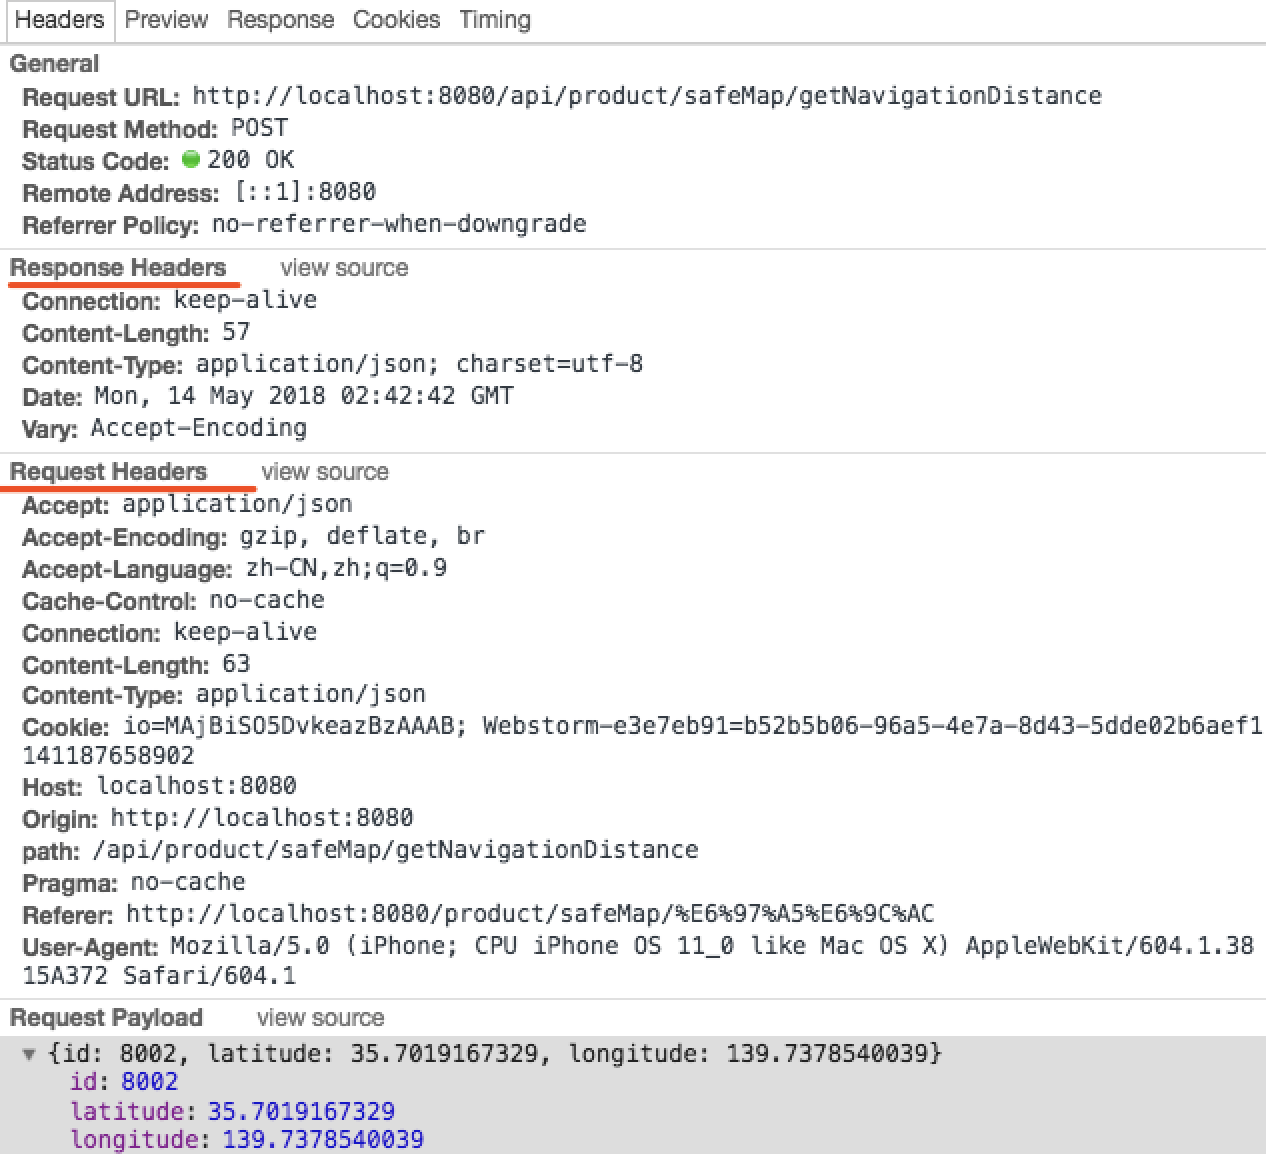 Headers Preview Response Cookies Timing
General
Request URL: http://localhost:8080/api/product/safeMap/getNavigationDistance
Request Method: POST
Status Code: 200 OK
Remote Address: [::1]:8080
Referrer Policy: no-referrer-when-downgrade
Response Headers view source
Connection: keep-alive
Content-Length: 57
Content-Type: application/json; charset=utf-8
Date: Mon, 14 May 2018 02:42:42 GMT
Vary: Accept-Encoding
Request Headers view source
Accept: application/json
Accept-Encoding: gzip, deflate, br
Accept-Language: zh-CN,zh;q=0.9
Cache-Control: no-cache
Connection: keep-alive
Content-Length: 63
Content-Type: application/json
Cookie: io=MAjBiSO5DvkeazBzAAAB; Webstorm-e3e7eb91=b52b5b06-96a5-4e7a-8d43-5dde02b6aef1
141187658902
Host: localhost:8080
Origin: http://localhost:8080
path: /api/product/safeMap/getNavigationDistance
Pragma: no-cache
Referer: http://localhost:8080/product/safeMap/%E6%97%A5%E6%9C%AC
User-Agent: Mozilla/5.0 (iPhone; CPU iPhone OS 11_0 like Mac OS X) AppleWebKit/604.1.38
15A372 Safari/604.1
Request Payload view source
{id: 8002, latitude: 35.7019167329, longitude: 139.7378540039}
id: 8002
latitude: 35.7019167329
longitude: 139.7378540039